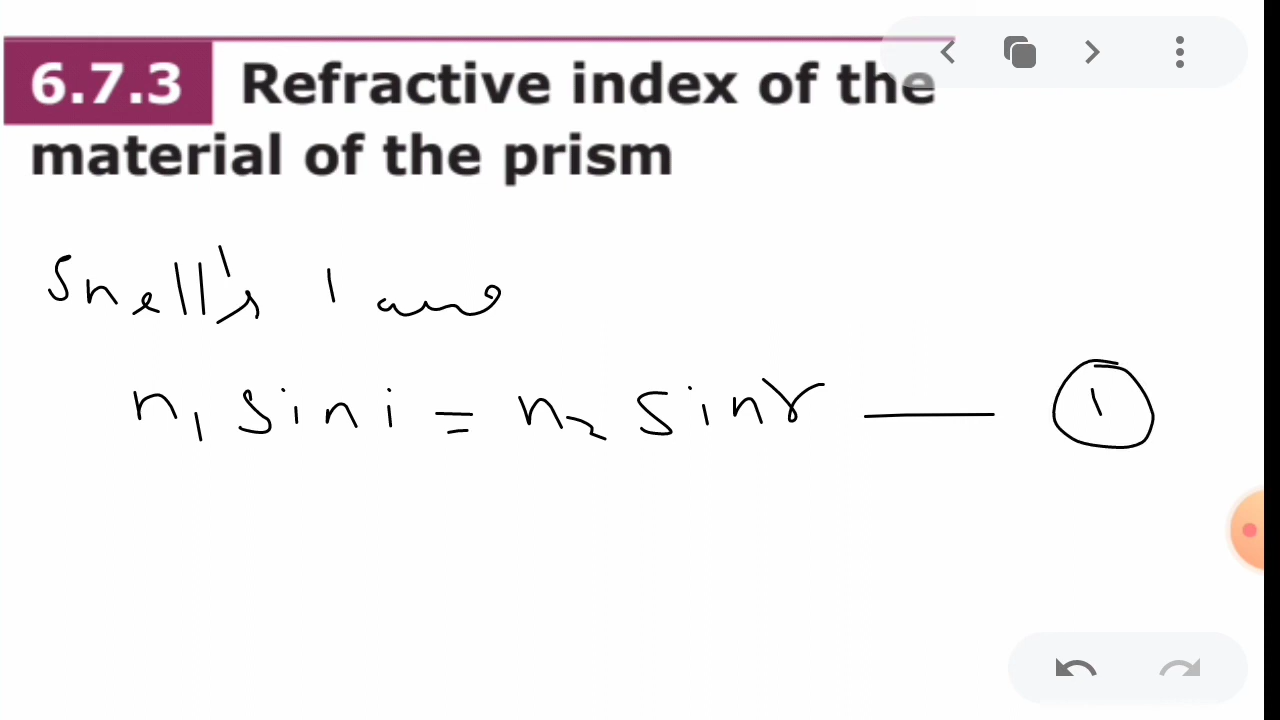 6.7.3 Refractive index of the
material of the prism
Snell's law
n₁ sin i = n₂ sin r —— ①